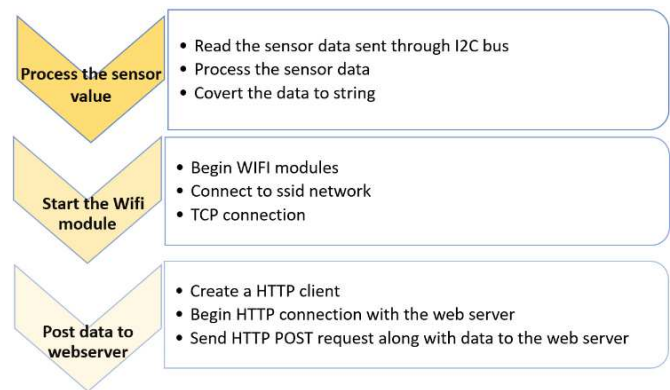 Process the sensor
value
• Read the sensor data sent through I2C bus
• Process the sensor data
• Covert the data to string
Start the Wifi
module
• Begin WIFI modules
• Connect to ssid network
• TCP connection
Post data to
webserver
• Create a HTTP client
• Begin HTTP connection with the web server
• Send HTTP POST request along with data to the web server